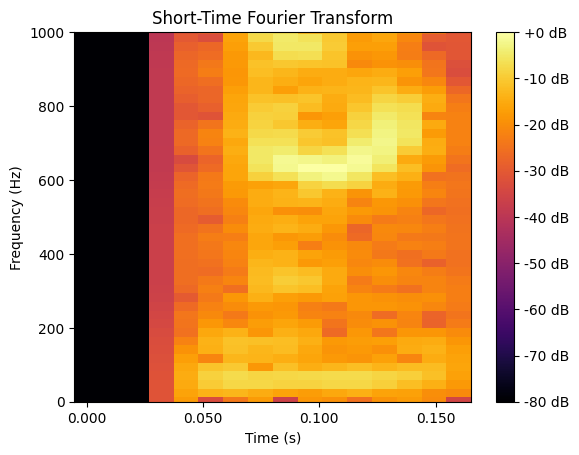 Short-Time Fourier Transform
1000
800
600
400
200
0
Frequency (Hz)
0.000
0.050
0.100
0.150
Time (s)
+0 dB
-10 dB
-20 dB
-30 dB
-40 dB
-50 dB
-60 dB
-70 dB
-80 dB